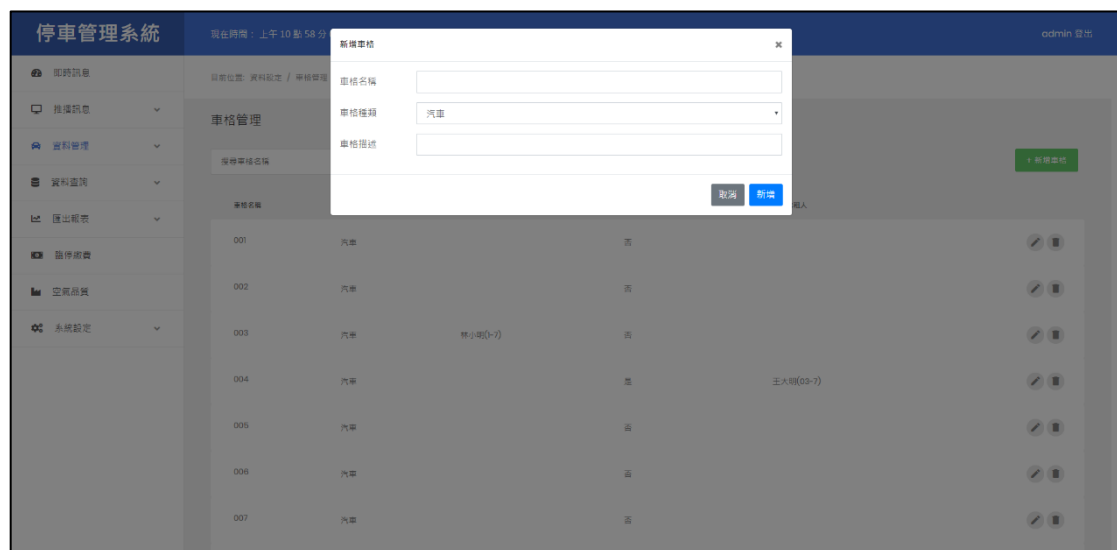 停車管理系統
現在時間：上午 10 點 58 分
admin 登出
即時訊息
推播訊息
資料管理
資料查詢
匯出報表
臨停繳費
空氣品質
系統設定
目前位置: 資料設定 / 車格管理
車格管理
搜尋車格名稱
+ 新增車格
新增車格
×
車格名稱
車格種類
汽車
車格描述
取消 新增
車格名稱
租人
001 汽車 否
002 汽車 否
003 汽車 林小明(1-7) 否
004 汽車 是 王大明(03-7)
005 汽車 否
006 汽車 否
007 汽車 否